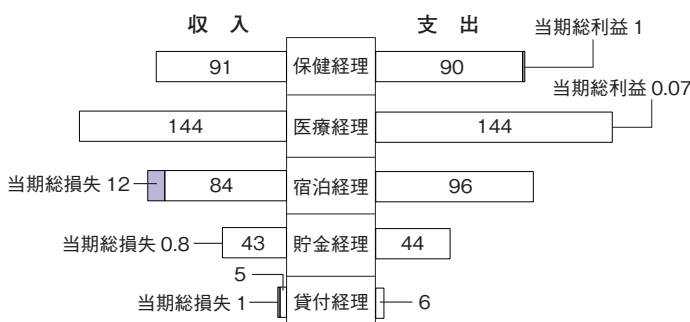 収 入 支 出
当期総利益 1
91 保健経理 90
当期総利益 0.07
144 医療経理 144
当期総損失 12 84 宿泊経理 96
当期総損失 0.8 43 貯金経理 44
5
当期総損失 1 貸付経理 6